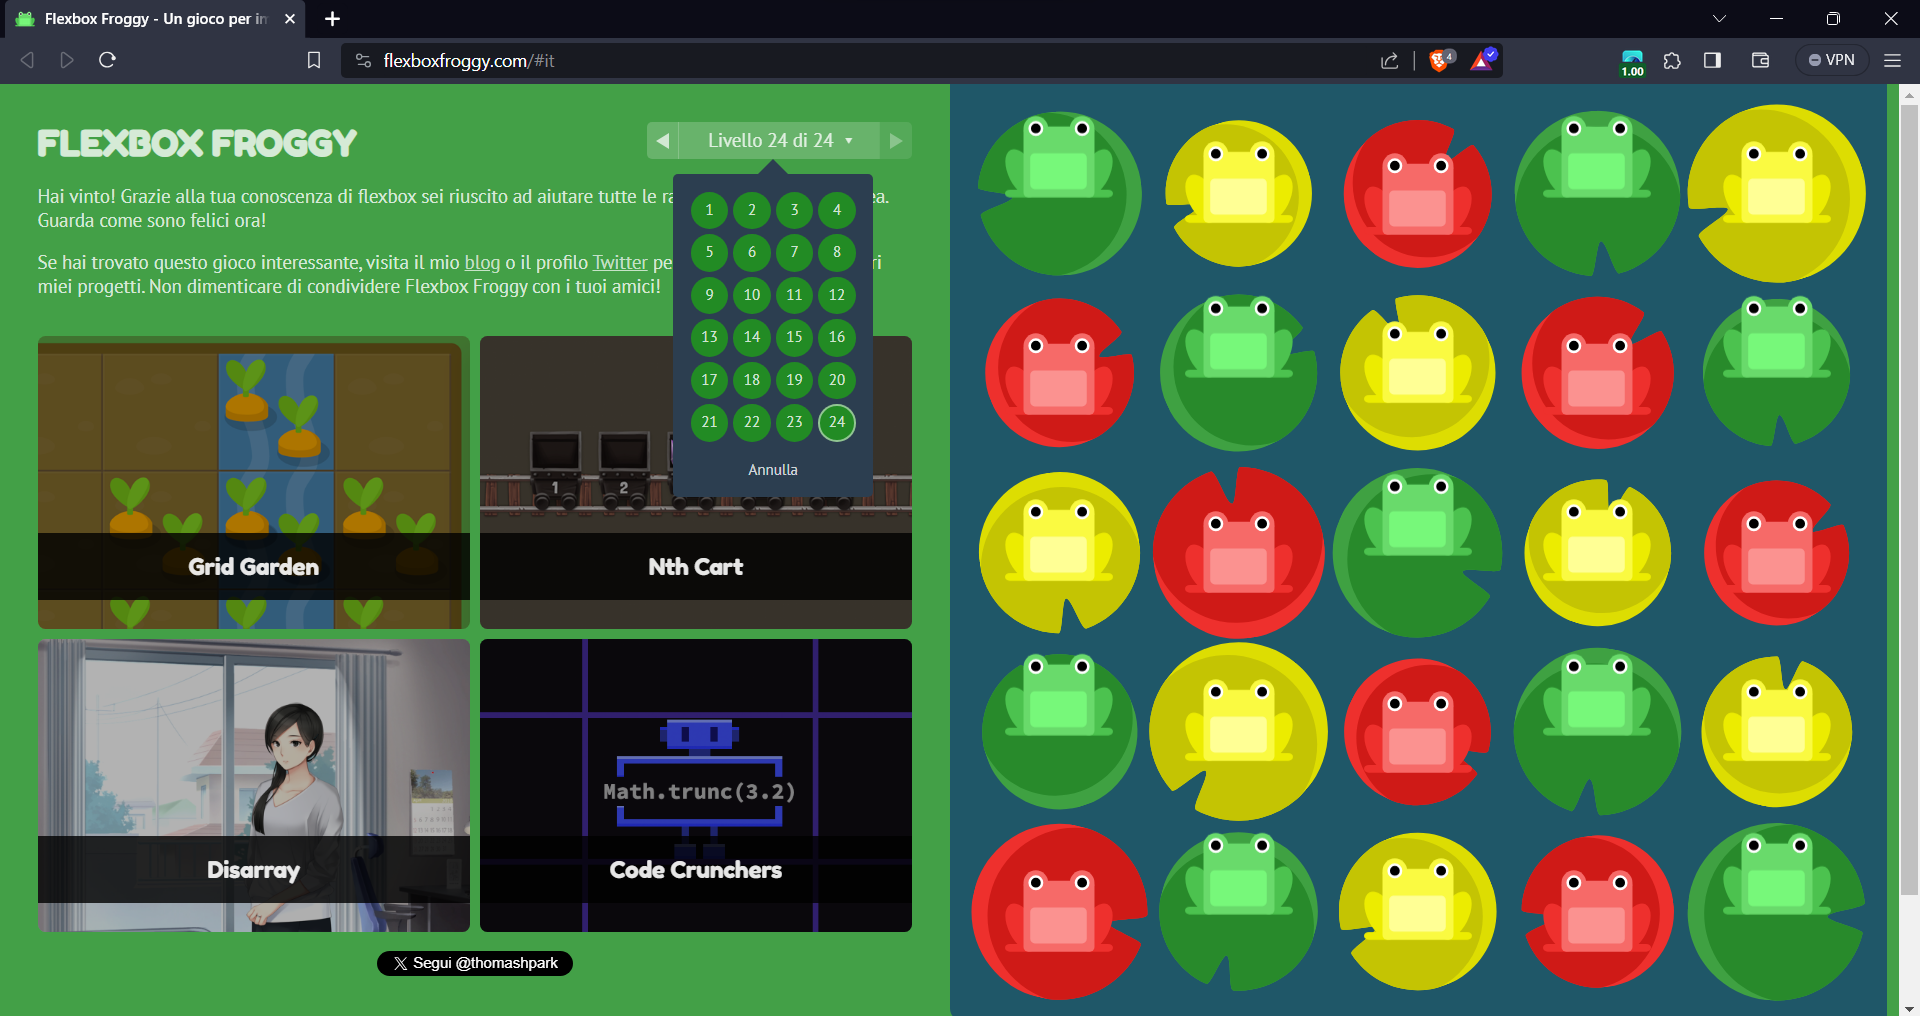 Flexbox Froggy - Un gioco per im
flexboxfroggy.com/#it
4
1.00
VPN
FLEXBOX FROGGY
Livello 24 di 24
Hai vinto! Grazie alla tua conoscenza di flexbox sei riuscito ad aiutare tutte le ra
ea.
Guarda come sono felici ora!
Se hai trovato questo gioco interessante, visita il mio blog o il profilo Twitter pe
ri
miei progetti. Non dimenticare di condividere Flexbox Froggy con i tuoi amici!
1 2 3 4
5 6 7 8
9 10 11 12
13 14 15 16
17 18 19 20
21 22 23 24
Annulla
1 2
Grid Garden
Nth Cart
Math.trunc(3.2)
Disarray
Code Crunchers
Segui @thomashpark